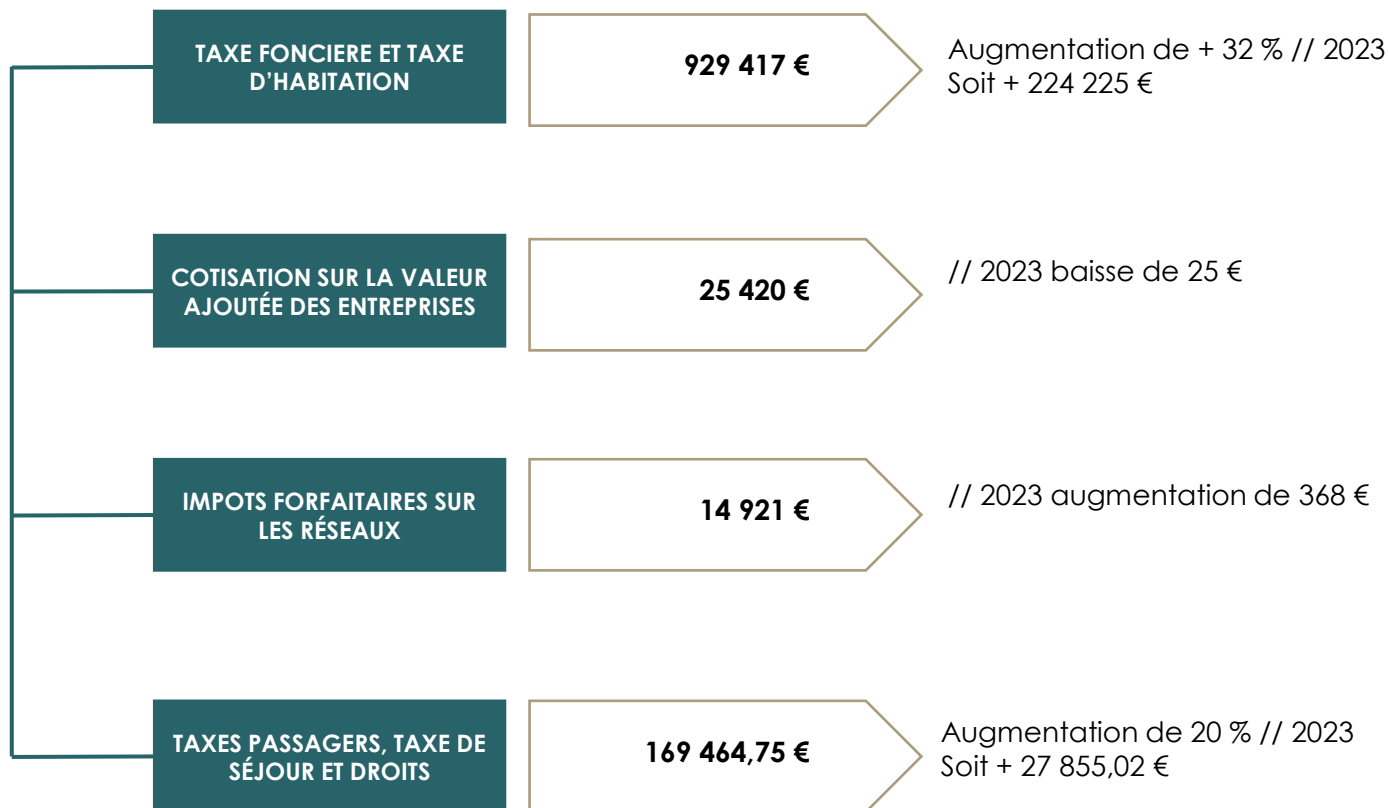 TAXE FONCIERE ET TAXE
D'HABITATION
929 417 €
Augmentation de + 32 % // 2023
Soit + 224 225 €
COTISATION SUR LA VALEUR
AJOUTÉE DES ENTREPRISES
25 420 €
// 2023 baisse de 25 €
IMPOTS FORFAITAIRES SUR
LES RÉSEAUX
14 921 €
// 2023 augmentation de 368 €
TAXES PASSAGERS, TAXE DE
SÉJOUR ET DROITS
169 464,75 €
Augmentation de 20 % // 2023
Soit + 27 855,02 €